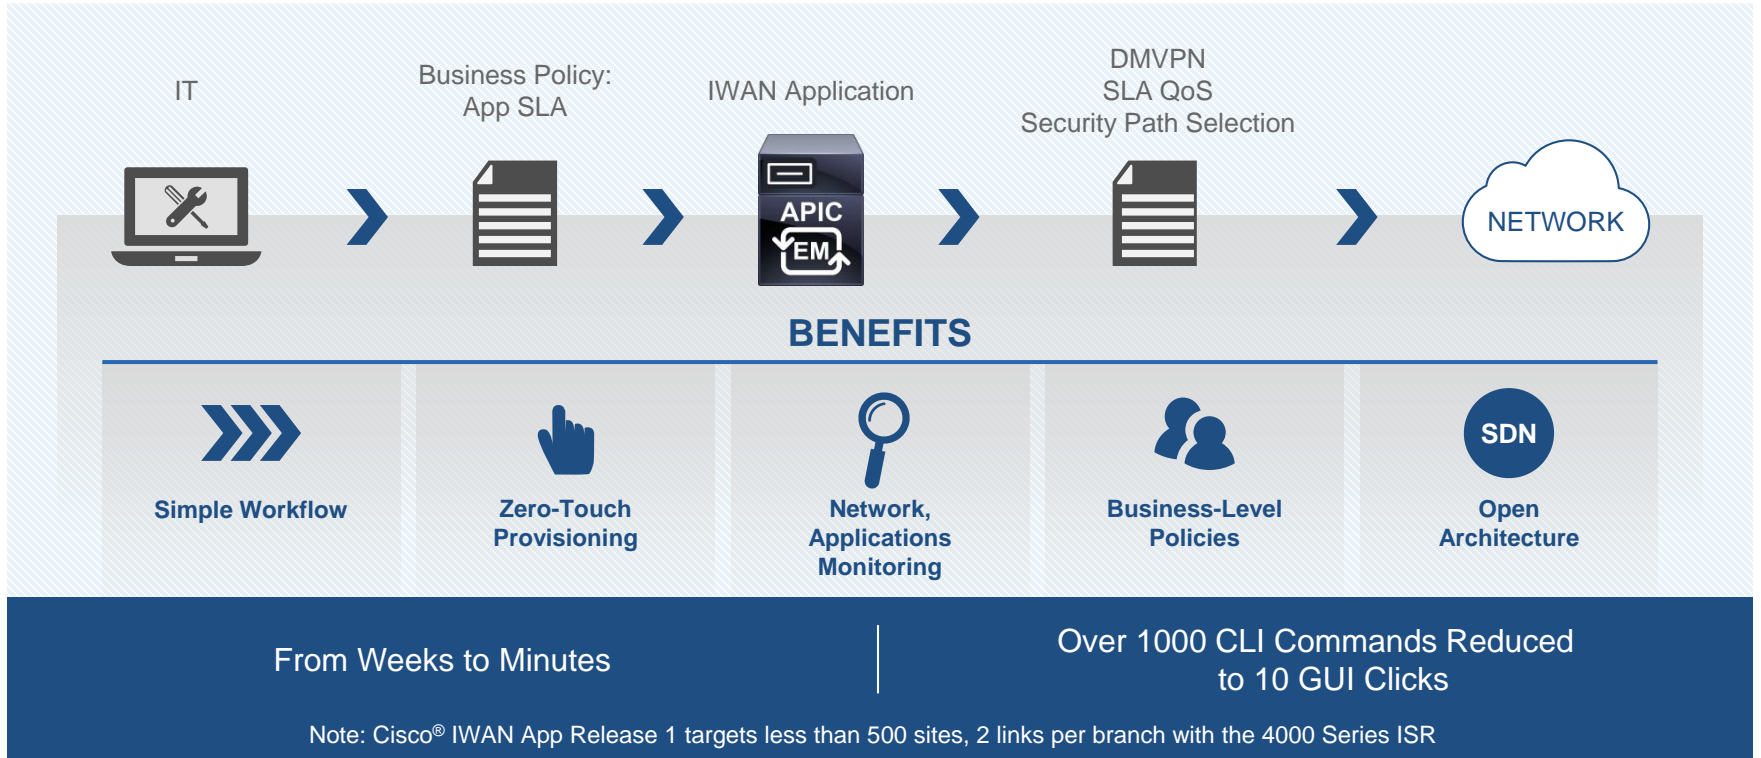 IT
Business Policy:
App SLA
IWAN Application
DMVPN
SLA QoS
Security Path Selection
APIC
EM
NETWORK
BENEFITS
Simple Workflow
Zero-Touch
Provisioning
Network,
Applications
Monitoring
Business-Level
Policies
SDN
Open
Architecture
From Weeks to Minutes
Over 1000 CLI Commands Reduced
to 10 GUI Clicks
Note: Cisco® IWAN App Release 1 targets less than 500 sites, 2 links per branch with the 4000 Series ISR